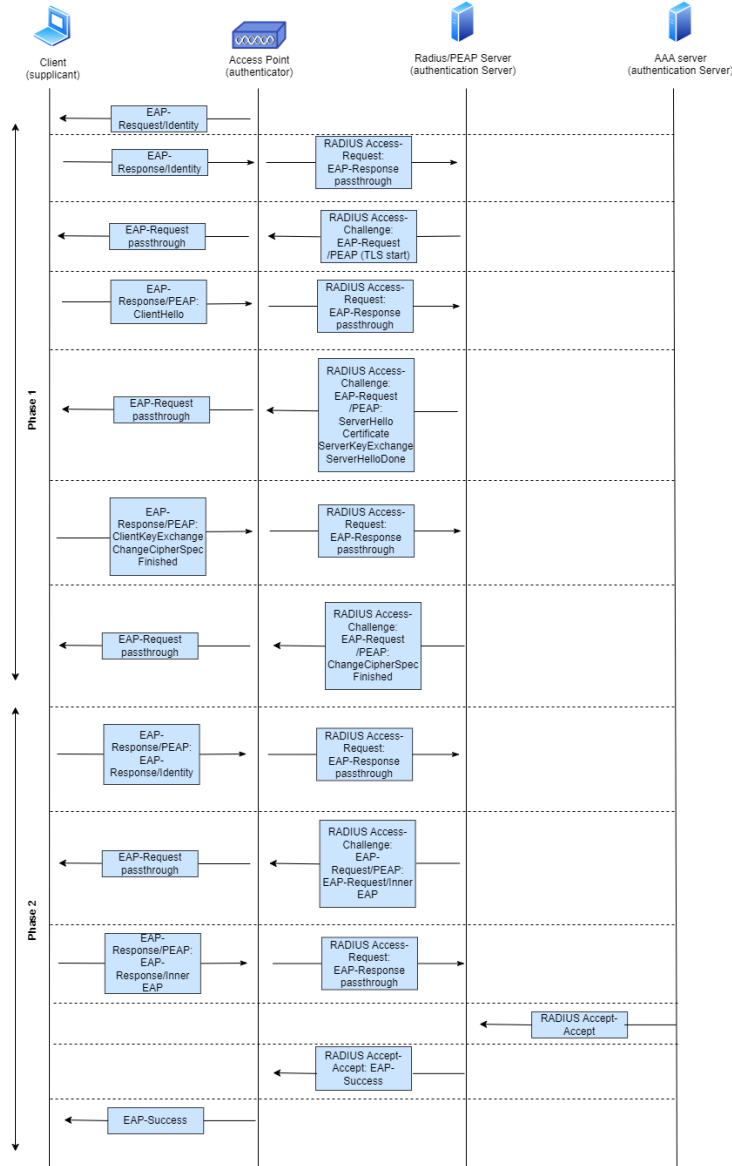 Client
(supplicant)
Access Point
(authenticator)
Radius/PEAP Server
(authentication Server)
AAA server
(authentication Server)
Phase 1
EAP-
Resquest/Identity
EAP-
Response/Identity
RADIUS Access-
Request:
EAP-Response
passthrough
EAP-Request
passthrough
RADIUS Access-
Challenge:
EAP-Request
/PEAP (TLS start)
EAP-
Response/PEAP:
ClientHello
RADIUS Access-
Request:
EAP-Response
passthrough
EAP-Request
passthrough
RADIUS Access-
Challenge:
EAP-Request
/PEAP:
ServerHello
Certificate
ServerKeyExchange
ServerHelloDone
EAP-
Response/PEAP:
ClientKeyExchange
ChangeCipherSpec
Finished
RADIUS Access-
Request:
EAP-Response
passthrough
EAP-Request
passthrough
RADIUS Access-
Challenge:
EAP-Request
/PEAP:
ChangeCipherSpec
Finished
Phase 2
EAP-
Response/PEAP:
EAP-
Response/Identity
RADIUS Access-
Request:
EAP-Response
passthrough
EAP-Request
passthrough
RADIUS Access-
Challenge:
EAP-
Request/PEAP:
EAP-Request/Inner
EAP
EAP-
Response/PEAP:
EAP-
Response/Inner
EAP
RADIUS Access-
Request:
EAP-Response
passthrough
RADIUS Accept-
Accept
RADIUS Accept-
Accept: EAP-
Success
EAP-Success